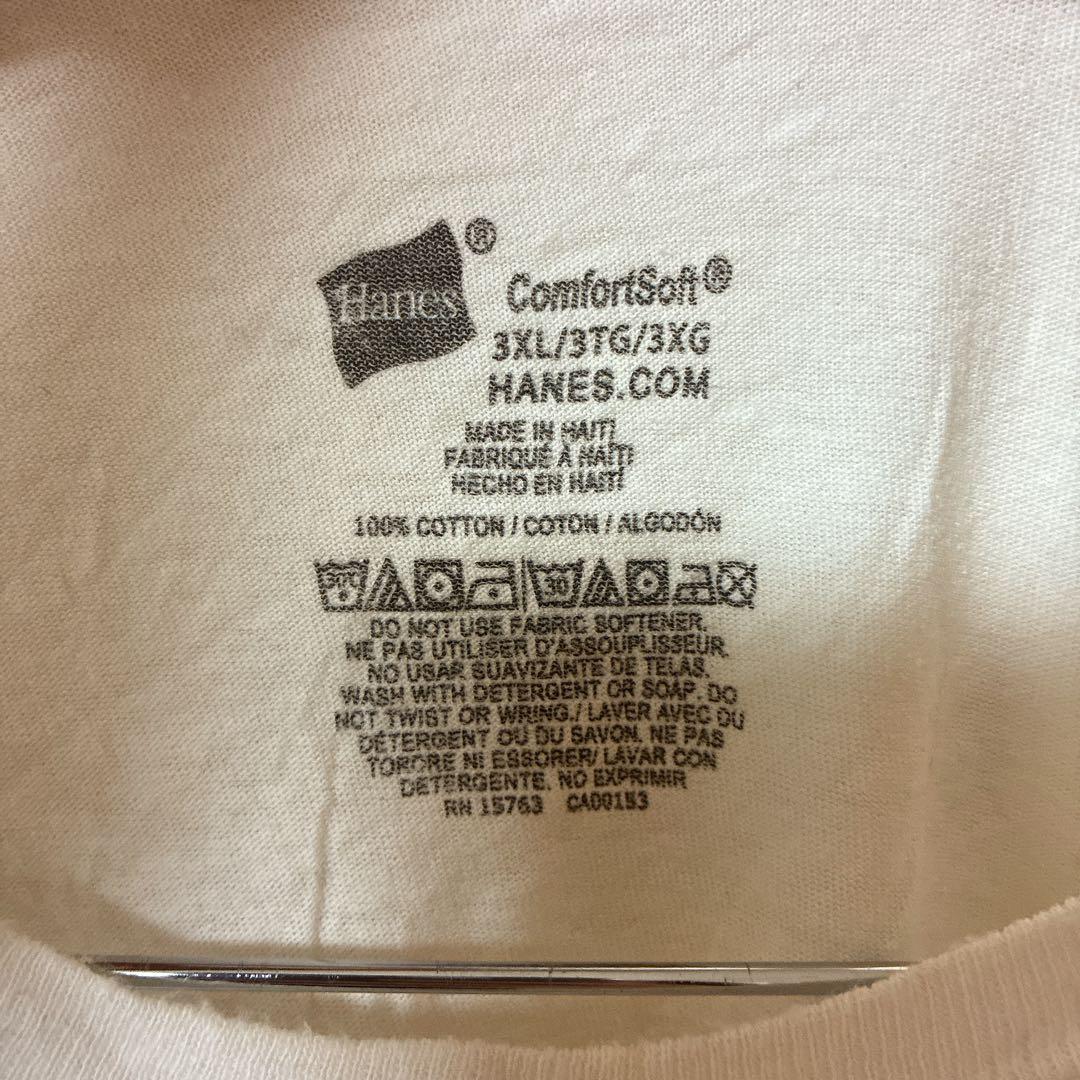 Hanes®
ComfortSoft®
3XL/3TG/3XG
HANES.COM
MADE IN HAITI
FABRIQUÉ À HAÏTI
HECHO EN HAITÍ
100% COTTON / COTON / ALGODÓN
30
DO NOT USE FABRIC SOFTENER.
NE PAS UTILISER D'ASSOUPLISSEUR.
NO USAR SUAVIZANTE DE TELAS.
WASH WITH DETERGENT OR SOAP. DO
NOT TWIST OR WRING./ LAVER AVEC DU
DÉTERGENT OU DU SAVON. NE PAS
TORDRE NI ESSORER/ LAVAR CON
DETERGENTE. NO EXPRIMIR
RN 15763 CA00153